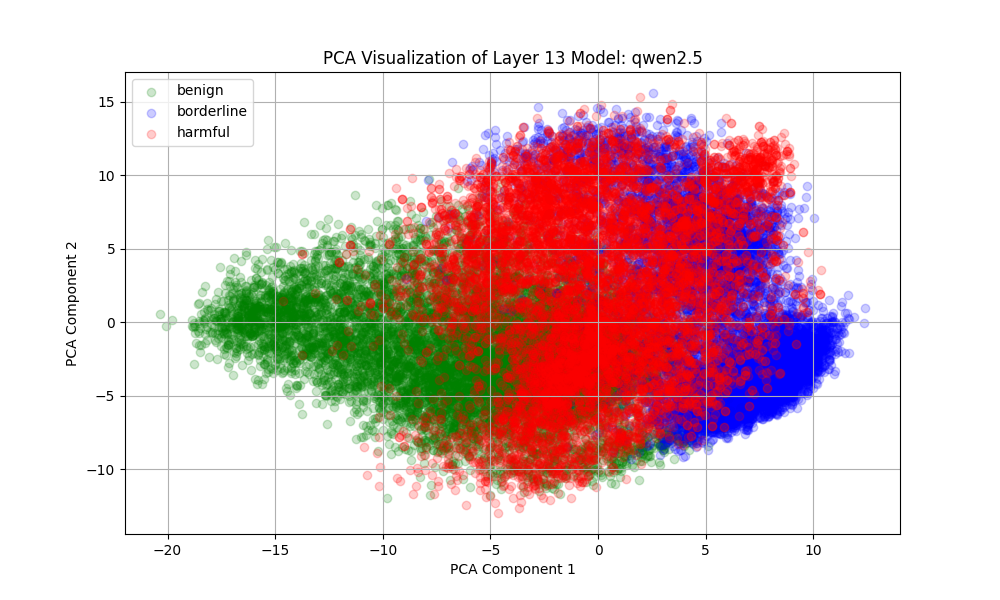 PCA Visualization of Layer 13 Model: qwen2.5
benign
borderline
harmful
15
10
5
0
−5
−10
PCA Component 2
−20
−15
−10
−5
0
5
10
PCA Component 1